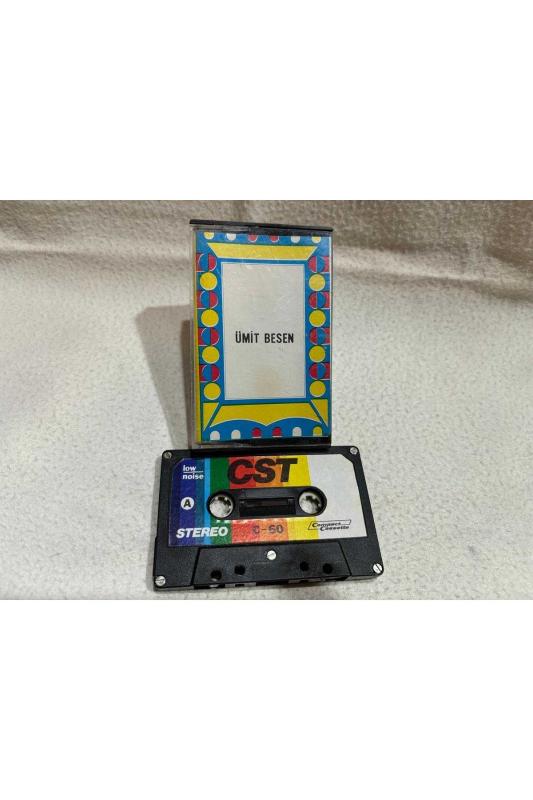 ÜMİT BESEN
low
noise
CST
A
STEREO
C-60
Compact
Cassette